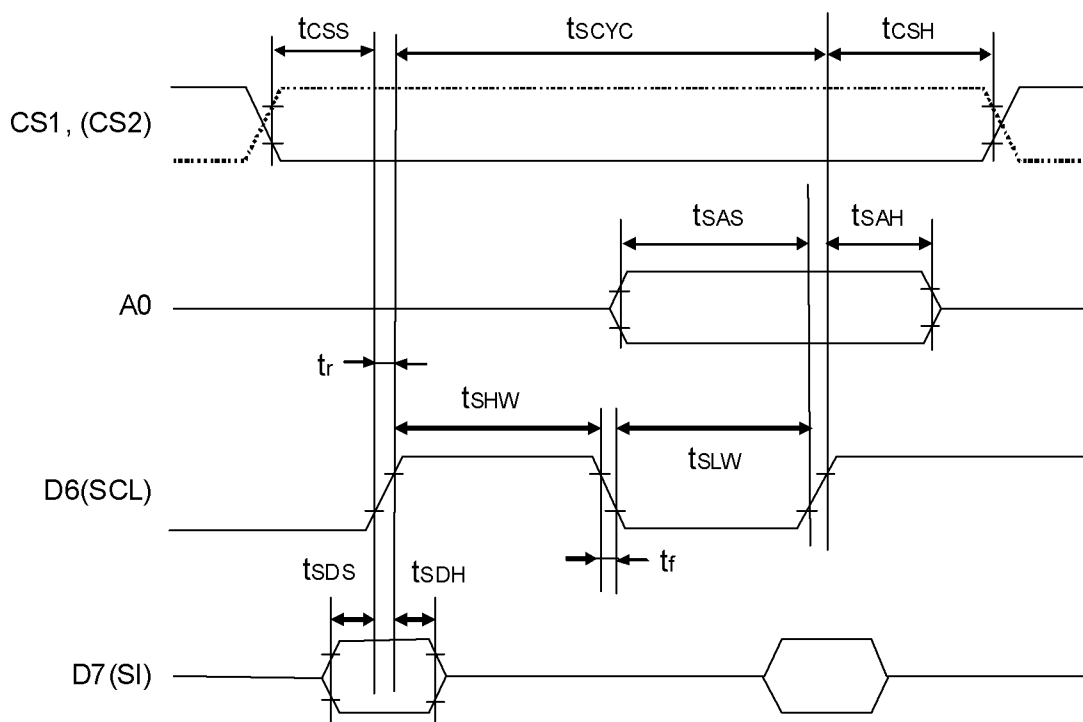 tCSS
tSCYC
tCSH
CS1, (CS2)
tSAS
tSAH
A0
tr
tSHW
tSLW
D6(SCL)
tf
tSDS
tSDH
D7(SI)